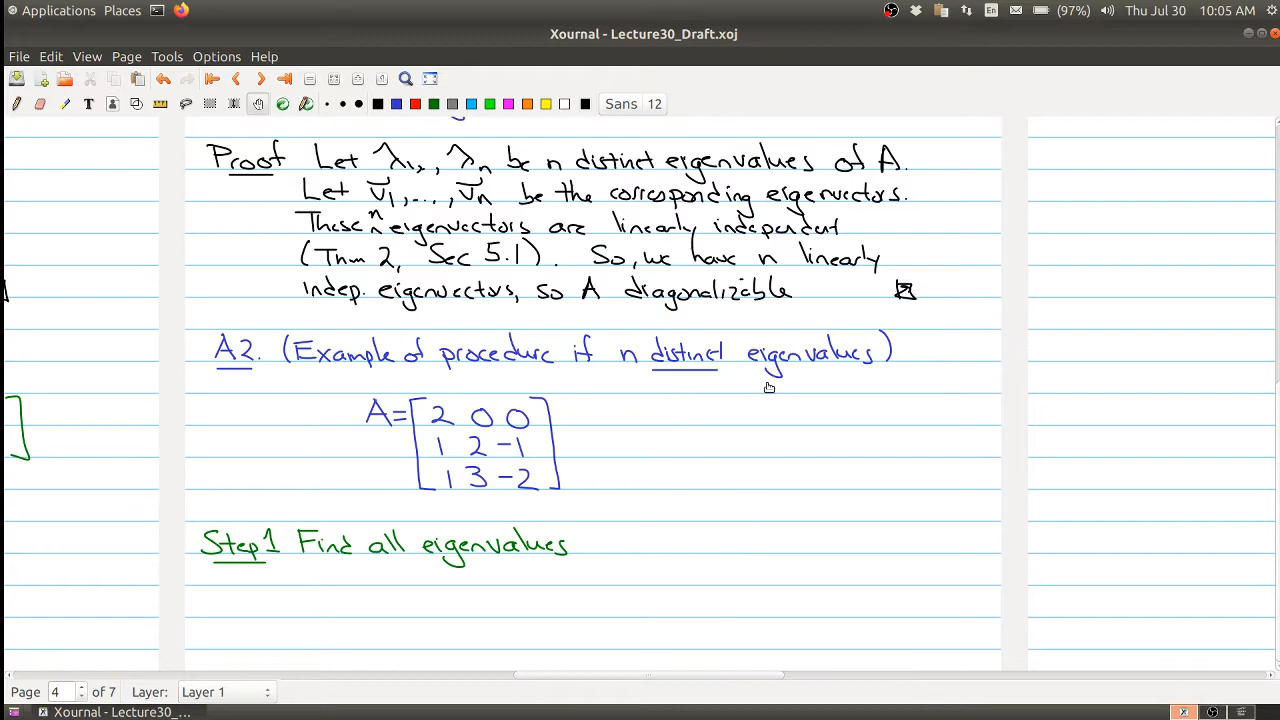 Applications Places En (97%) Thu Jul 30 10:05 AM
Xournal - Lecture30_Draft.xoj
File Edit View Page Tools Options Help
Sans 12
Proof Let λ1,, λn be n distinct eigenvalues of A.
Let v1,...,vn be the corresponding eigenvectors.
These n eigenvectors are linearly independent
(Thm 2, Sec 5.1). So, we have n linearly
indep. eigenvectors, so A diagonalizable
A2. (Example of procedure if n distinct eigenvalues)
A= [2 0 0
1 2 -1
1 3 -2]
Step1 Find all eigenvalues
Page 4 of 7 Layer: Layer 1
Xournal - Lecture30_...